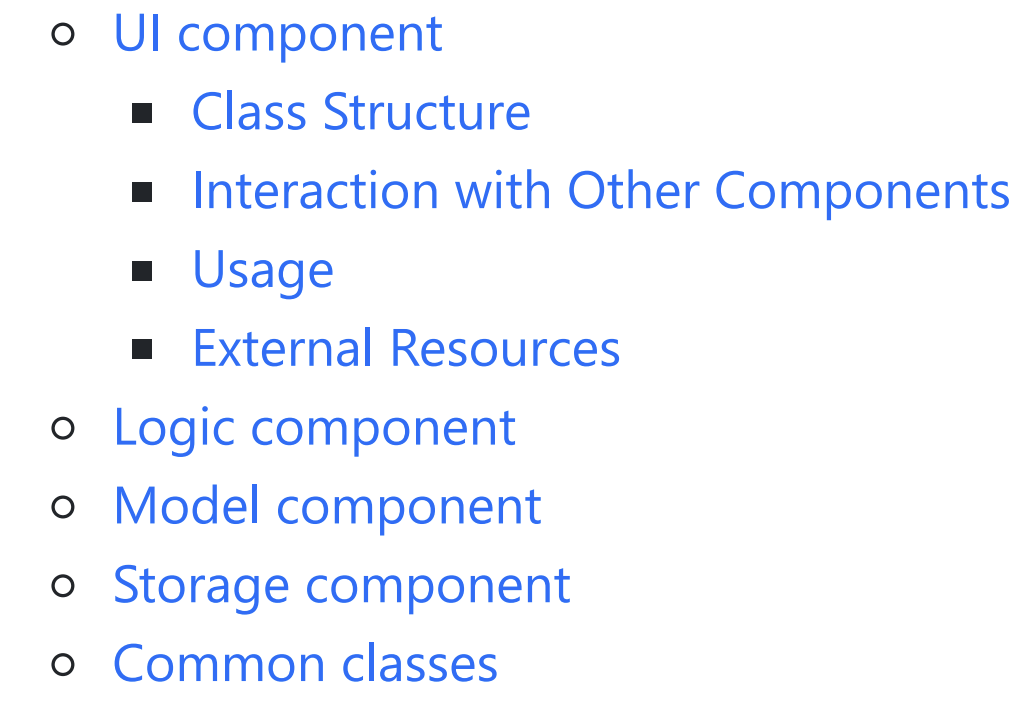 UI component
Class Structure
Interaction with Other Components
Usage
External Resources
Logic component
Model component
Storage component
Common classes